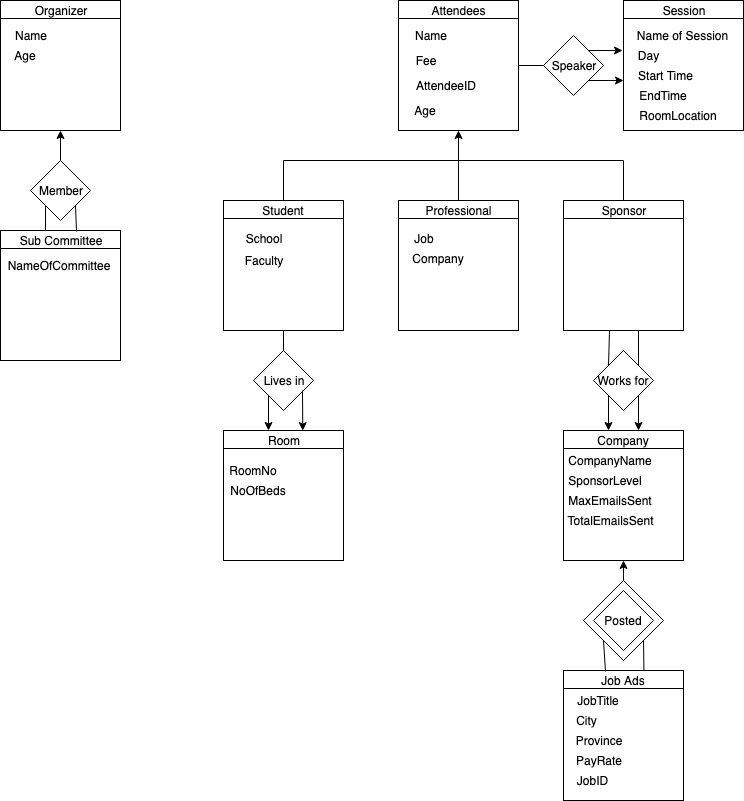 Organizer
Name
Age
Member
Sub Committee
NameOfCommittee
Attendees
Name
Fee
AttendeeID
Age
Speaker
Session
Name of Session
Day
Start Time
EndTime
RoomLocation
Student
School
Faculty
Professional
Job
Company
Sponsor
Lives in
Room
RoomNo
NoOfBeds
Works for
Company
CompanyName
SponsorLevel
MaxEmailsSent
TotalEmailsSent
Posted
Job Ads
JobTitle
City
Province
PayRate
JobID